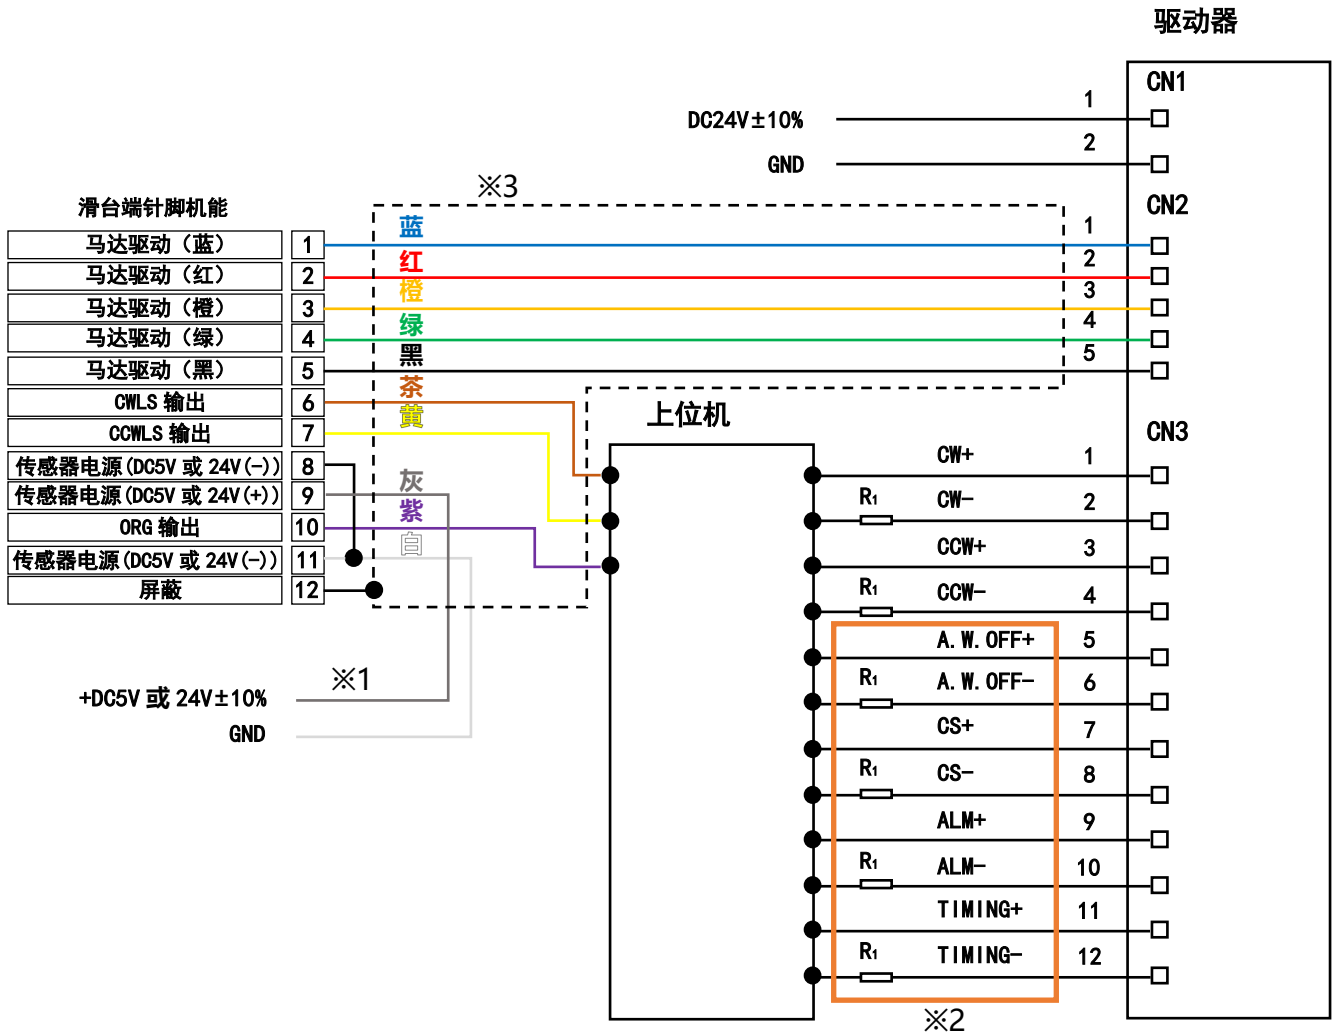 驱动器
CN1
1
DC24V±10%
2
GND
※3
CN2
滑台端针脚机能
马达驱动（蓝） 1 蓝 1
马达驱动（红） 2 红 2
马达驱动（橙） 3 橙 3
马达驱动（绿） 4 绿 4
马达驱动（黑） 5 黑 5
CWLS 输出 6 茶
CCWLS 输出 7 黄
上位机
CN3
传感器电源(DC5V 或 24V(-)) 8
传感器电源(DC5V 或 24V(+)) 9 灰
ORG 输出 10 紫
传感器电源(DC5V 或 24V(-)) 11 白
屏蔽 12
CW+ 1
R1 CW- 2
CCW+ 3
R1 CCW- 4
A.W.OFF+ 5
R1 A.W.OFF- 6
CS+ 7
R1 CS- 8
ALM+ 9
R1 ALM- 10
TIMING+ 11
R1 TIMING- 12
※1
+DC5V 或 24V±10%
GND
※2